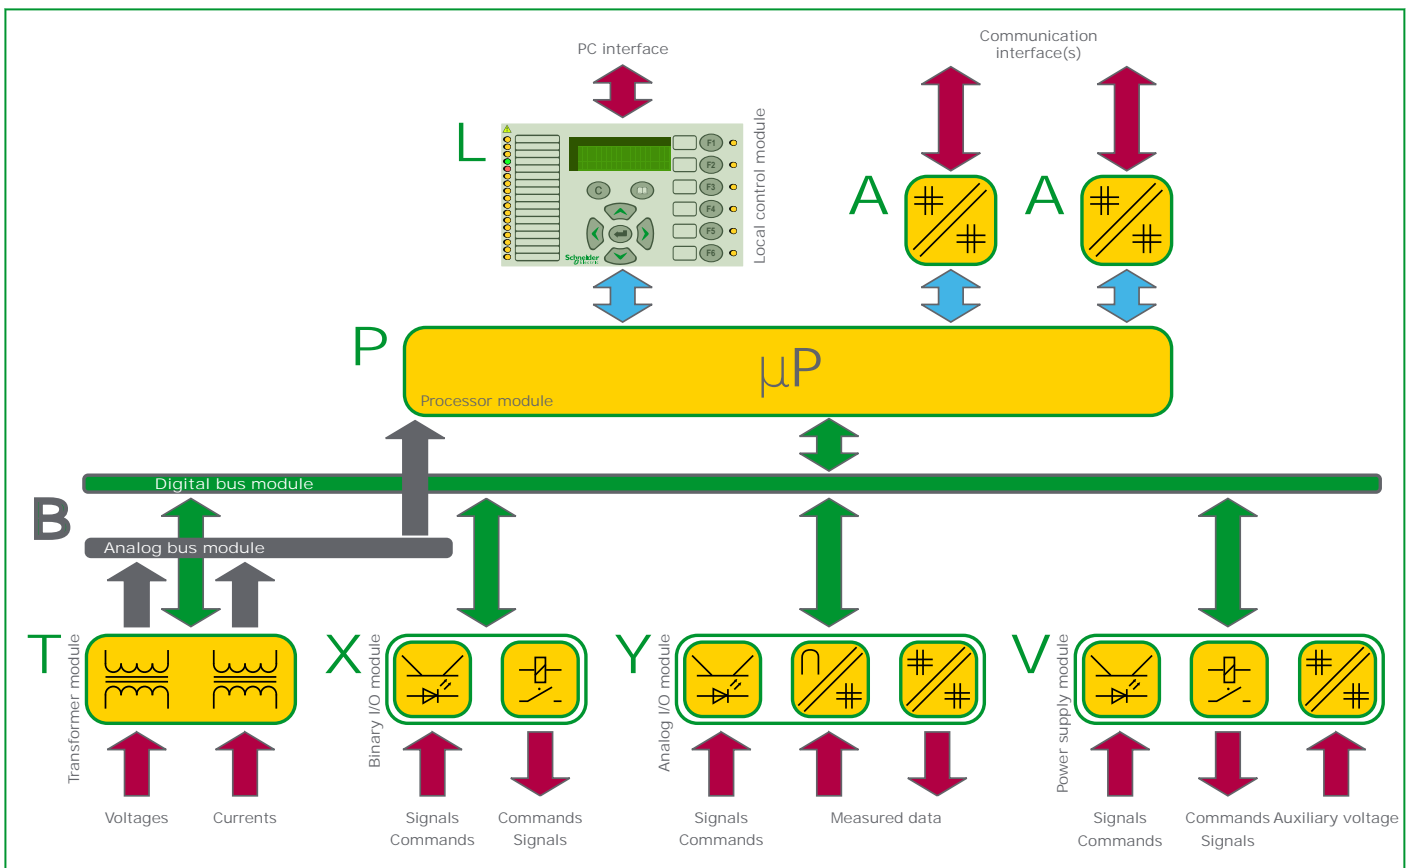 PC interface
Communication
interface(s)
L
Local control module
F1
F2
F3
F4
F5
F6
C
Schneider
Electric
A
A
P
µP
Processor module
Digital bus module
B
Analog bus module
T
Transformer module
X
Binary I/O module
Y
Analog I/O module
V
Power supply module
Voltages
Currents
Signals
Commands
Commands
Signals
Signals
Commands
Measured data
Signals
Commands
Commands
Signals
Auxiliary voltage